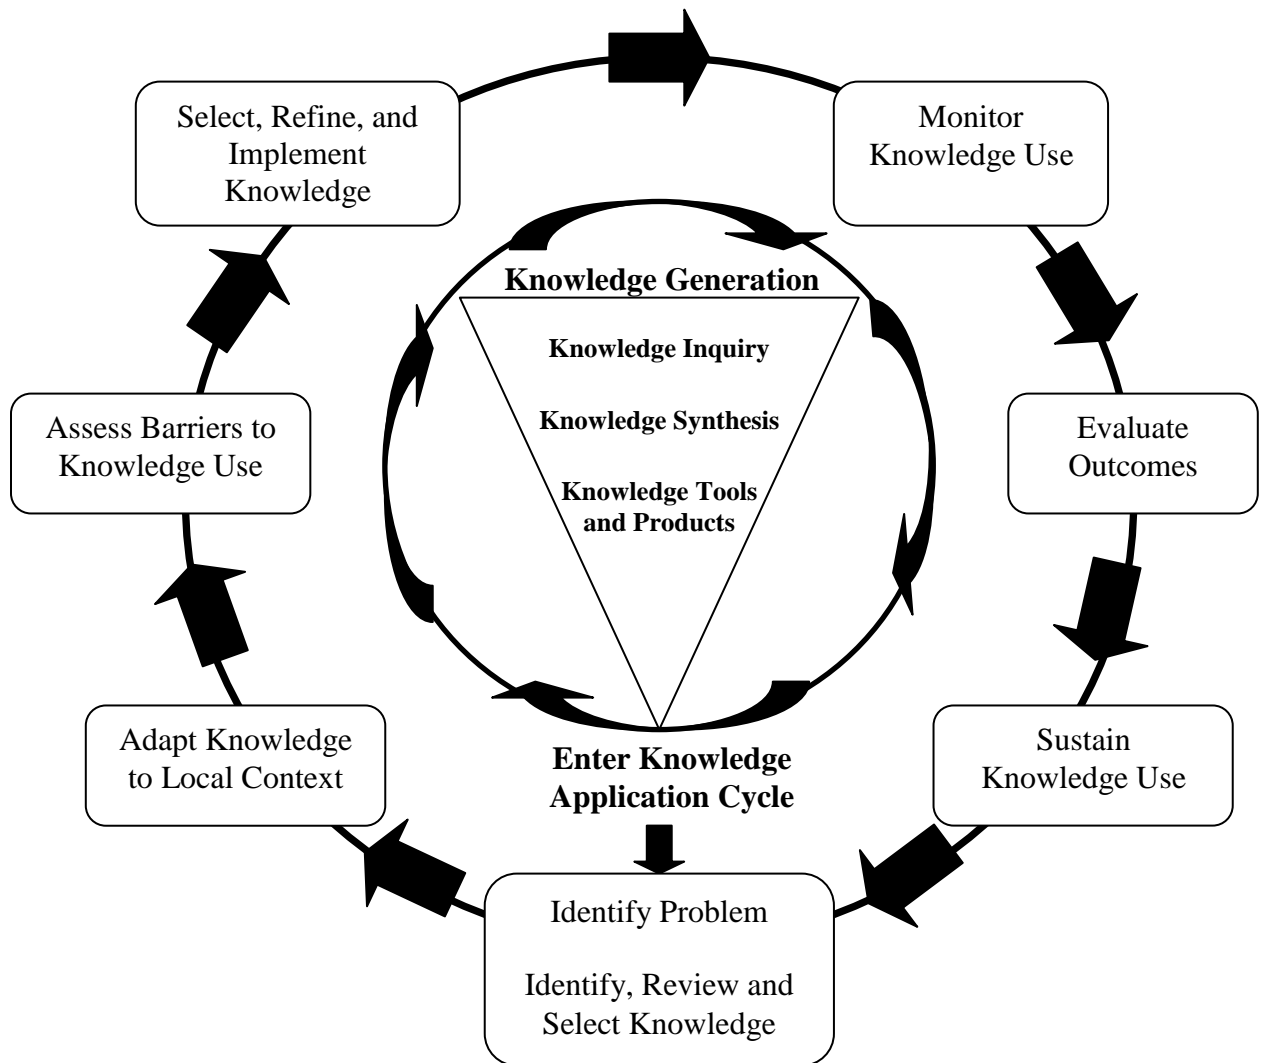 Select, Refine, and
Implement
Knowledge
Monitor
Knowledge Use
Knowledge Generation
Knowledge Inquiry
Knowledge Synthesis
Knowledge Tools
and Products
Assess Barriers to
Knowledge Use
Evaluate
Outcomes
Adapt Knowledge
to Local Context
Enter Knowledge
Application Cycle
Sustain
Knowledge Use
Identify Problem
Identify, Review and
Select Knowledge